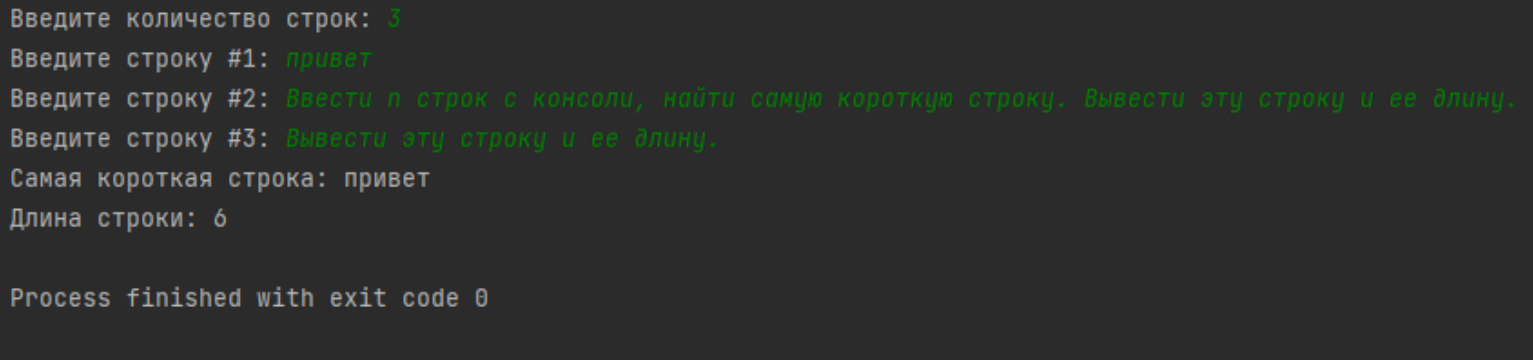 Введите количество строк: 3
Введите строку #1: привет
Введите строку #2: Ввести n строк с консоли, найти самую короткую строку. Вывести эту строку и ее длину.
Введите строку #3: Вывести эту строку и ее длину.
Самая короткая строка: привет
Длина строки: 6
Process finished with exit code 0